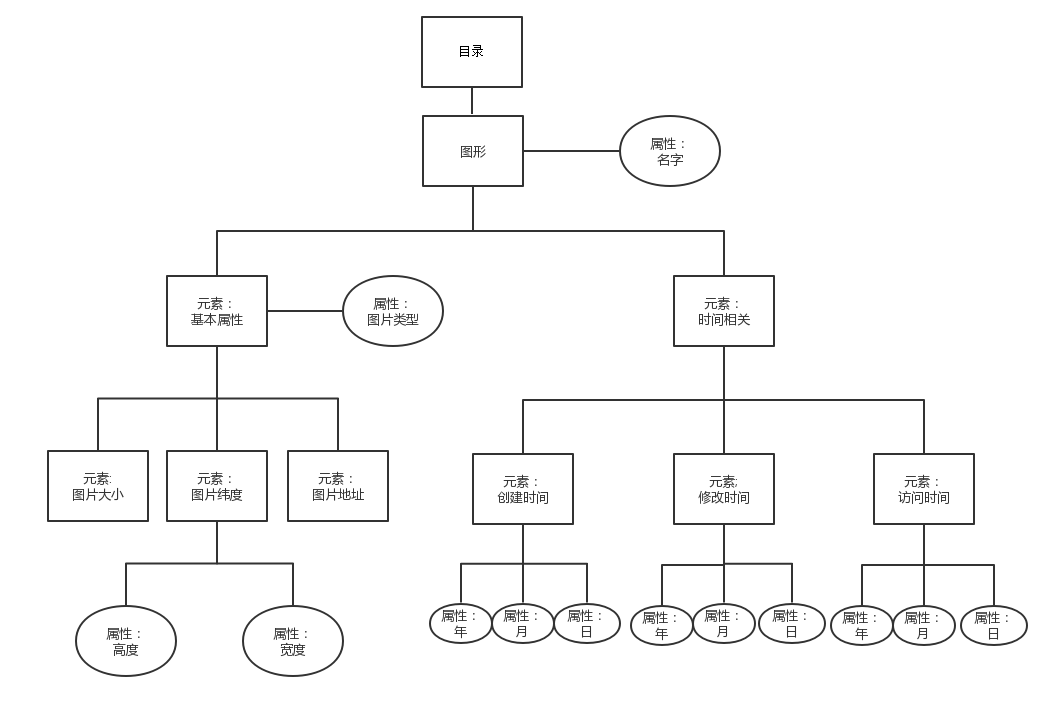 目录
图形
属性：
名字
元素：
基本属性
属性：
图片类型
元素：
时间相关
元素:
图片大小
元素：
图片纬度
元素：
图片地址
元素：
创建时间
元素;
修改时间
元素：
访问时间
属性：
年
属性：
月
属性：
日
属性：
年
属性：
月
属性：
日
属性：
年
属性：
月
属性：
日
属性：
高度
属性：
宽度